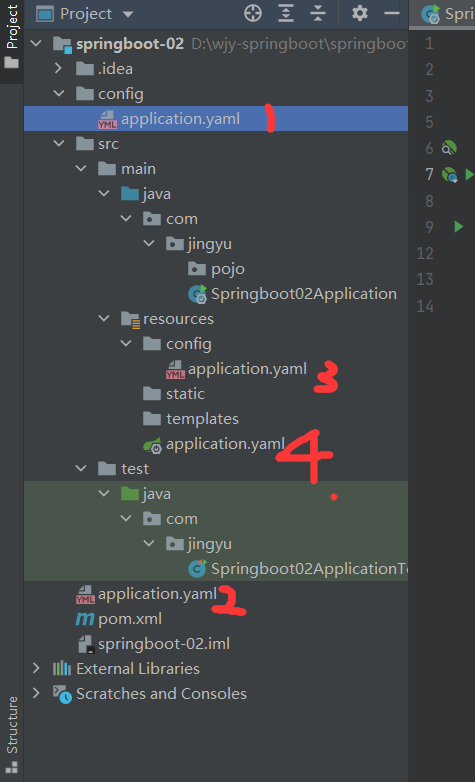 Project
Project
Spring
springboot-02 D:\wjy-springboot\springboot
.idea
config
YML application.yaml 1
src
main
java
com
jingyu
pojo
Springboot02Application
resources
config
YML application.yaml 3
static
templates
application.yaml 4.
test
java
com
jingyu
Springboot02ApplicationTe
YML application.yaml 2
m pom.xml
springboot-02.iml
External Libraries
Scratches and Consoles
Structure
1
2
3
5
6
7
8
9
12
13
14